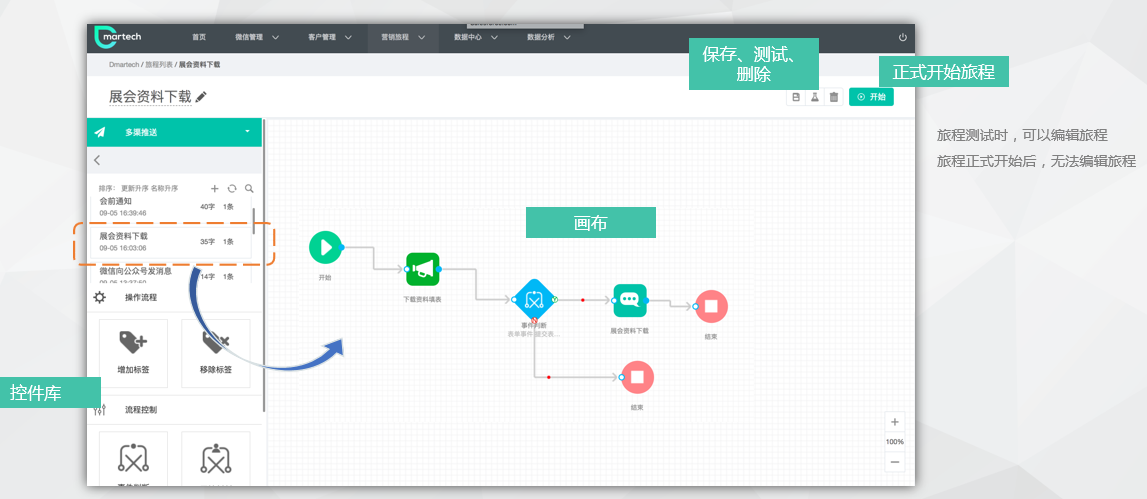 martech
首页
微信管理
客户管理
营销旅程
数据中心
数据分析
保存、测试、
删除
正式开始旅程
Dmartech / 旅程列表 / 展会资料下载
展会资料下载
开始
多渠推送
旅程测试时，可以编辑旅程
旅程正式开始后，无法编辑旅程
排序： 更新升序 名称升序
会前通知
40字 1条
09-05 16:39:46
展会资料下载
35字 1条
09-05 16:03:06
微信向公众号发消息
14字 1条
画布
开始
下载资料填表
事件判断
表单事件 提交表...
展会资料下载
结束
结束
操作流程
增加标签
移除标签
控件库
流程控制
100%